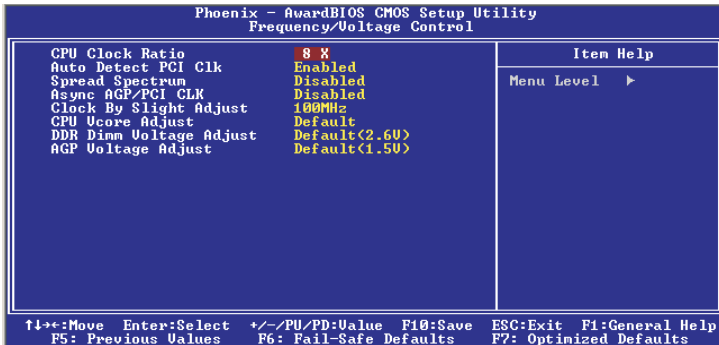 Phoenix - AwardBIOS CMOS Setup Utility
Frequency/Voltage Control
CPU Clock Ratio 8 X
Auto Detect PCI Clk Enabled
Spread Spectrum Disabled
Async AGP/PCI CLK Disabled
Clock By Slight Adjust 100MHz
CPU Vcore Adjust Default
DDR Dimm Voltage Adjust Default(2.6V)
AGP Voltage Adjust Default(1.5V)
Item Help
Menu Level ▶
↑↓→←:Move Enter:Select +/-/PU/PD:Value F10:Save ESC:Exit F1:General Help
F5: Previous Values F6: Fail-Safe Defaults F7: Optimized Defaults